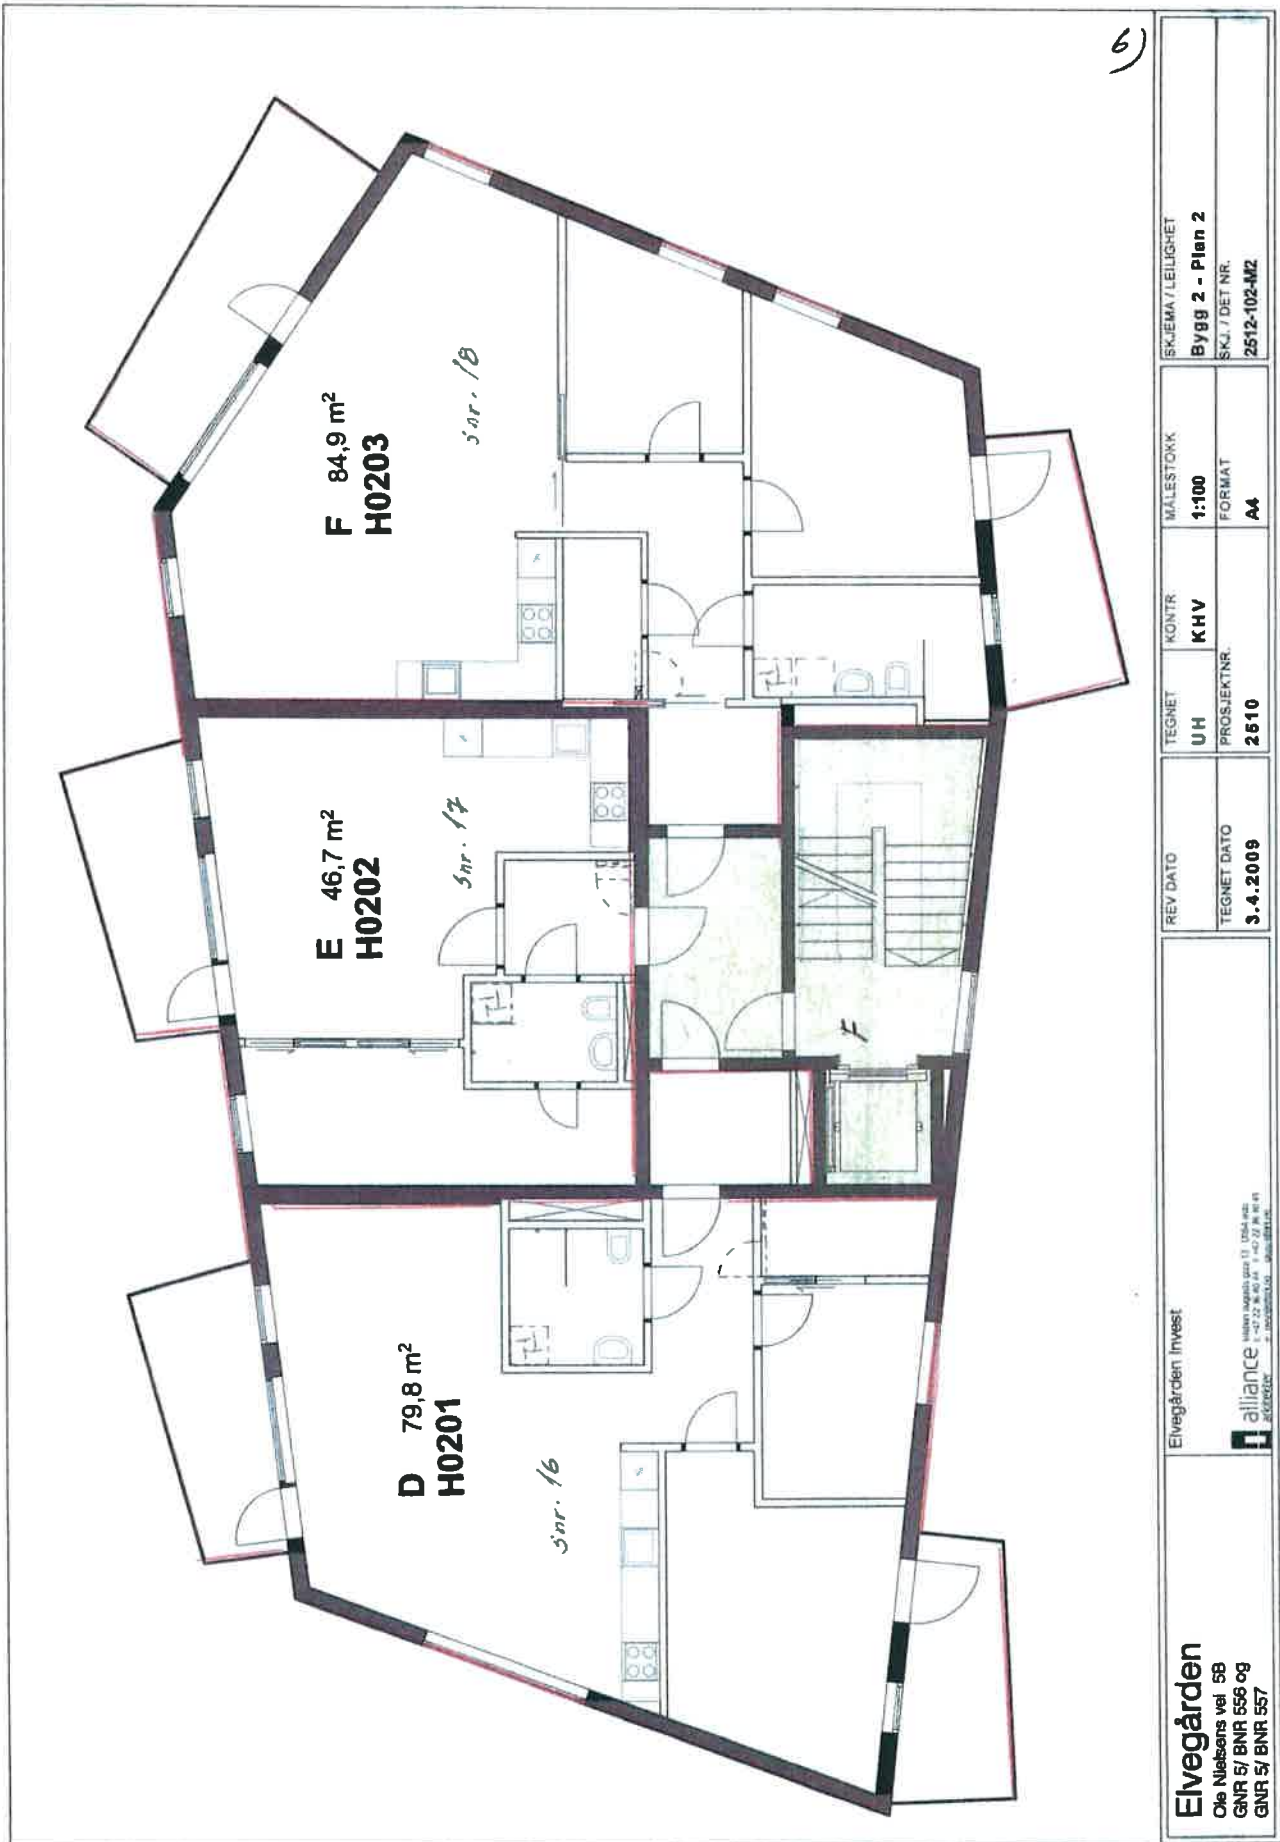 6)
F 84,9 m²
H0203
snr. 18
E 46,7 m²
H0202
snr. 17
D 79,8 m²
H0201
snr. 16
F
Elvegården
Ole Nielsens vei 5B
GNR 5/ BNR 556 og
GNR 5/ BNR 557
Elvegården Invest
alliance
arkitekter
REV DATO
TEGNET DATO
3.4.2009
TEGNET
UH
KONTR
KHV
PROSJEKTNR.
2510
MÅLESTOKK
1:100
FORMAT
A4
SKJEMA / LEILIGHET
Bygg 2 - Plan 2
SKJ. / DET NR.
2512-102-M2